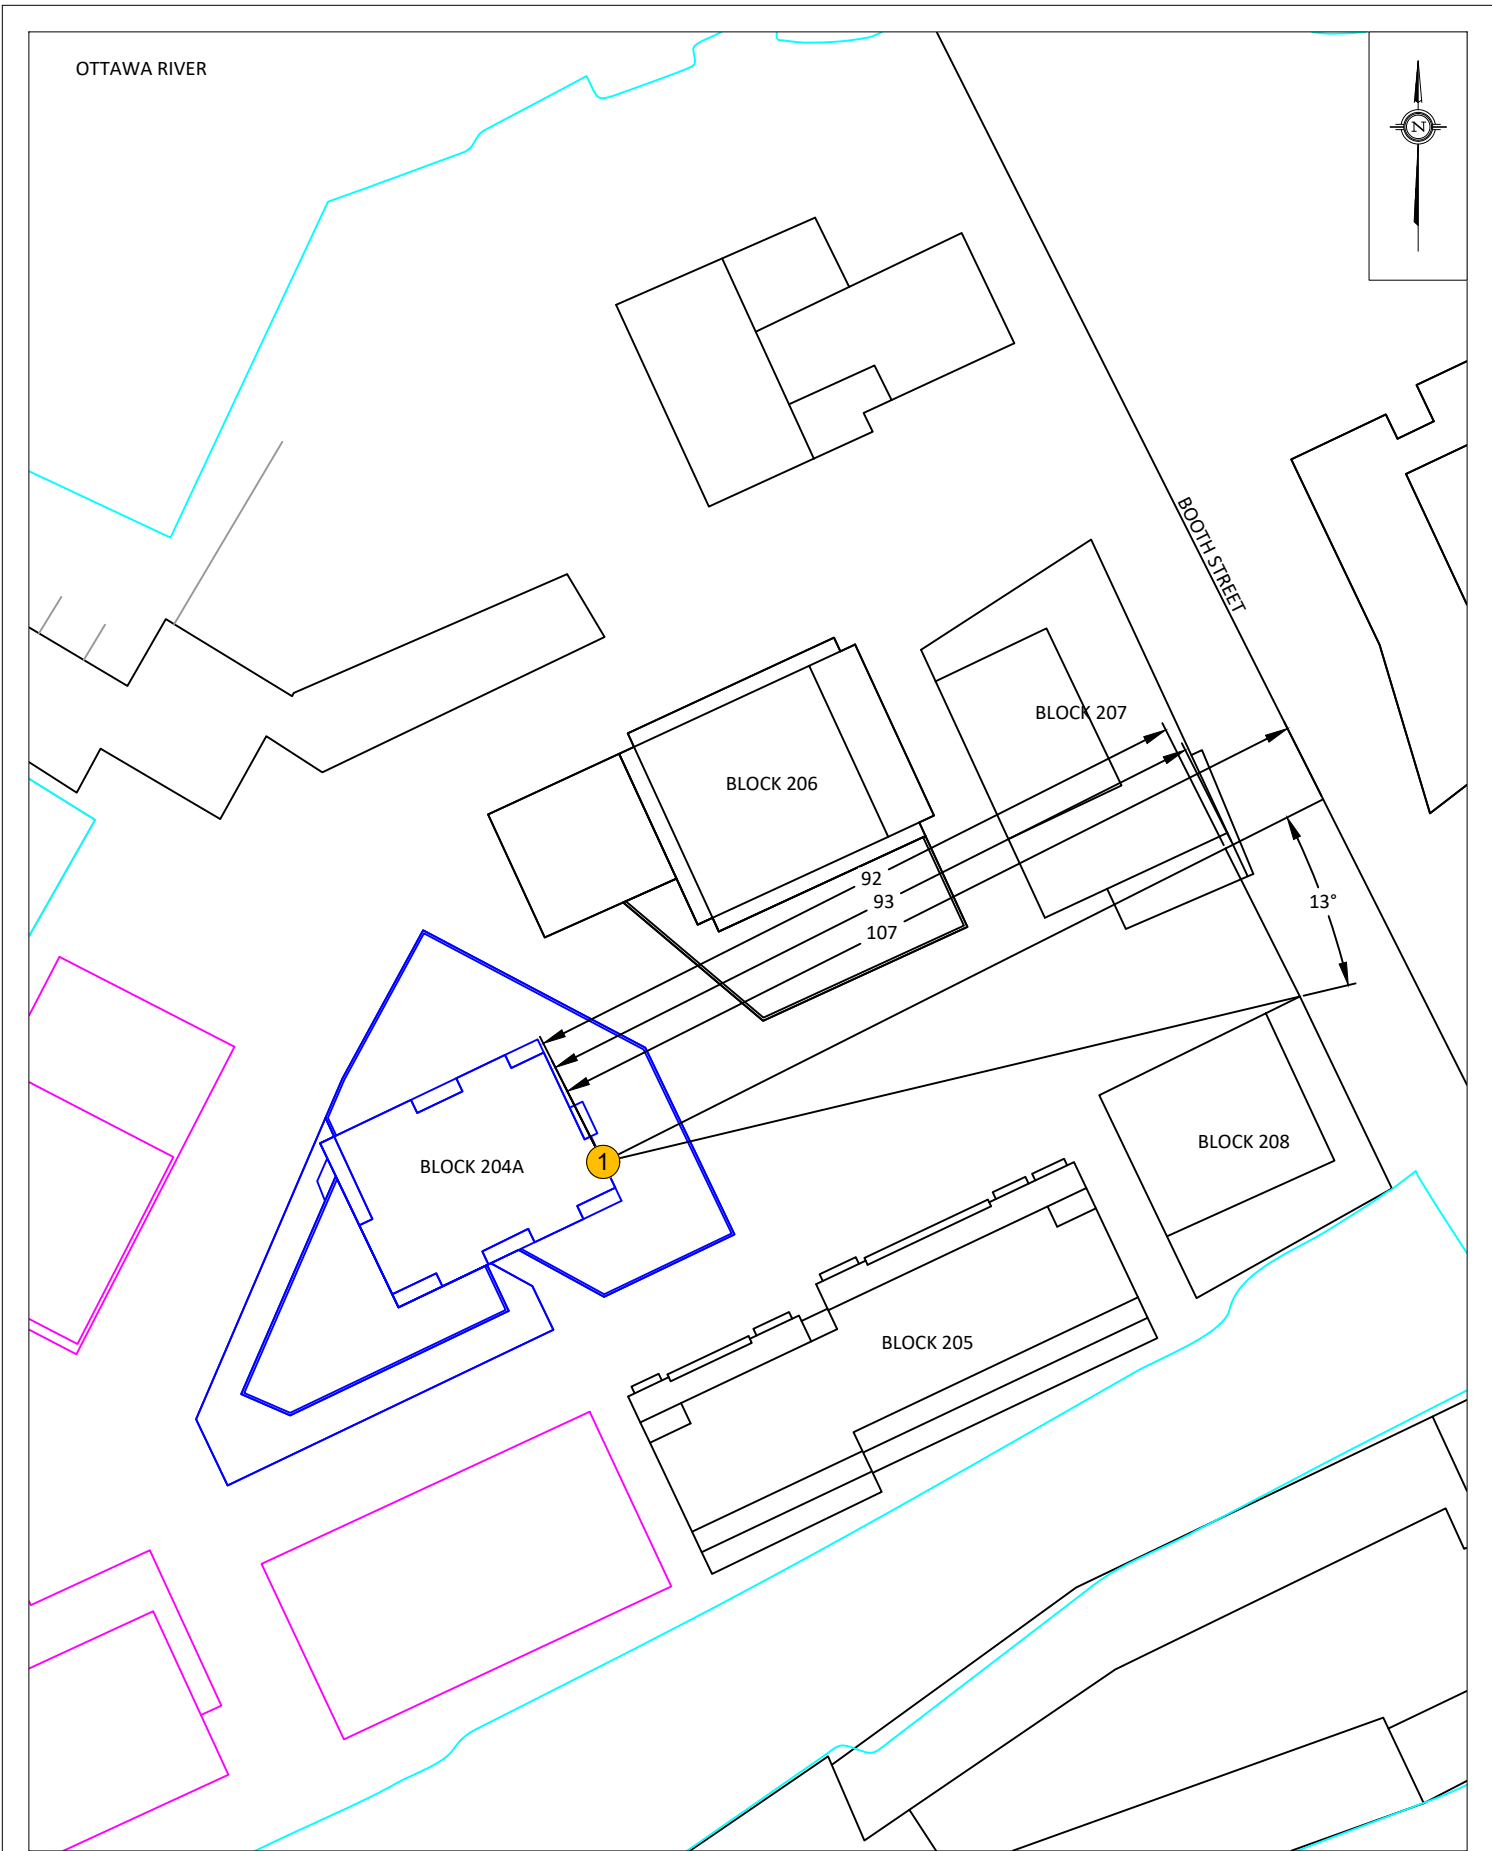 OTTAWA RIVER
N
BOOTH STREET
BLOCK 207
BLOCK 206
92
93
107
13°
BLOCK 204A
1
BLOCK 208
BLOCK 205